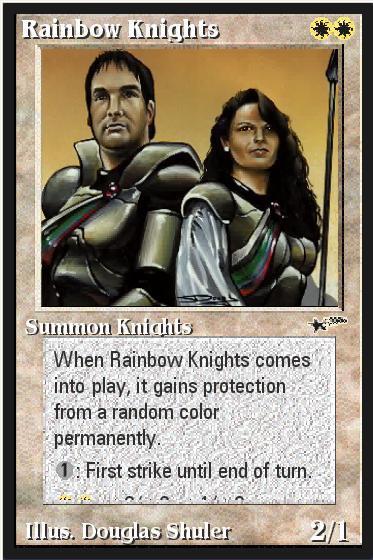 Rainbow Knights
Summon Knights
When Rainbow Knights comes
into play, it gains protection
from a random color
permanently.
1: First strike until end of turn.
Illus. Douglas Shuler
2/1